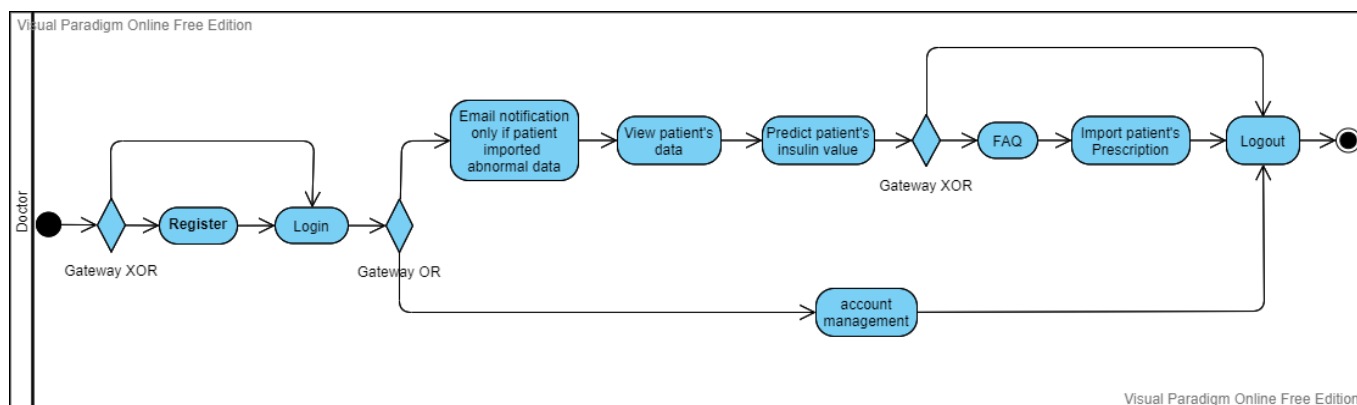 Visual Paradigm Online Free Edition
Doctor
Gateway XOR
Register
Login
Gateway OR
Email notification
only if patient
imported
abnormal data
View patient's
data
Predict patient's
insulin value
Gateway XOR
FAQ
Import patient's
Prescription
Logout
account
management
Visual Paradigm Online Free Edition